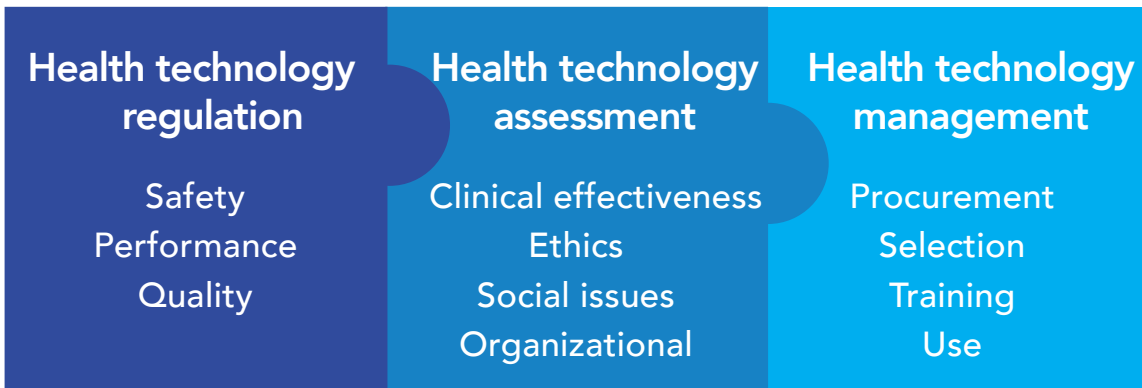 Health technology
regulation
Safety
Performance
Quality
Health technology
assessment
Clinical effectiveness
Ethics
Social issues
Organizational
Health technology
management
Procurement
Selection
Training
Use